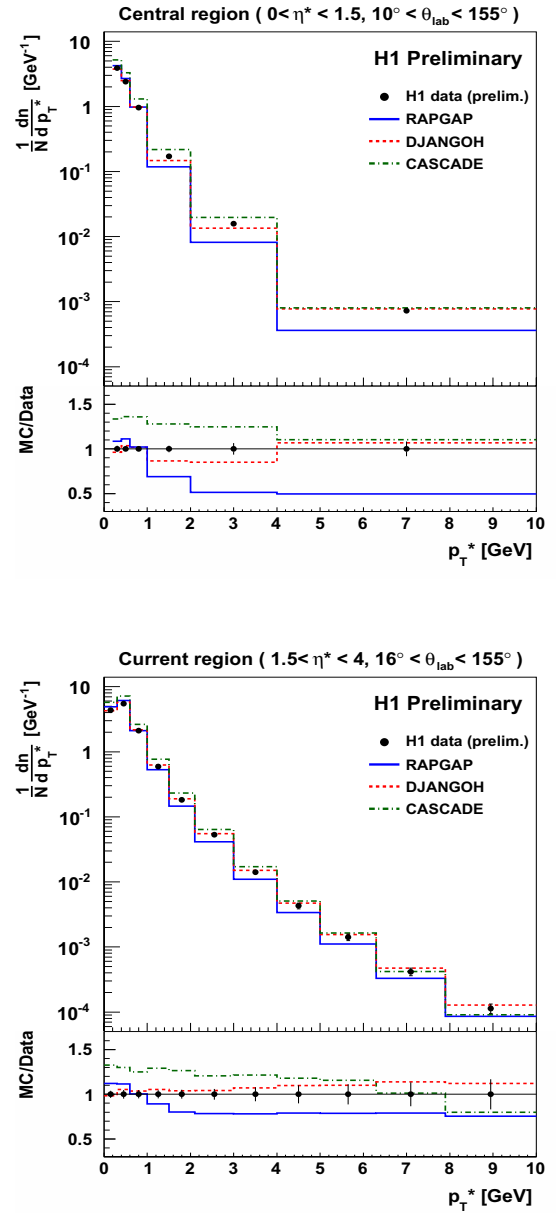 Central region ( 0< η* < 1.5, 10° < θlab < 155° )
1/N dn/d pT* [GeV-1]
H1 Preliminary
H1 data (prelim.)
RAPGAP
DJANGOH
CASCADE
10
1
10-1
10-2
10-3
10-4
MC/Data
1.5
1
0.5
0 1 2 3 4 5 6 7 8 9 10
pT* [GeV]
Current region ( 1.5< η* < 4, 16° < θlab < 155° )
1/N dn/d pT* [GeV-1]
H1 Preliminary
H1 data (prelim.)
RAPGAP
DJANGOH
CASCADE
10
1
10-1
10-2
10-3
10-4
MC/Data
1.5
1
0.5
0 1 2 3 4 5 6 7 8 9 10
pT* [GeV]